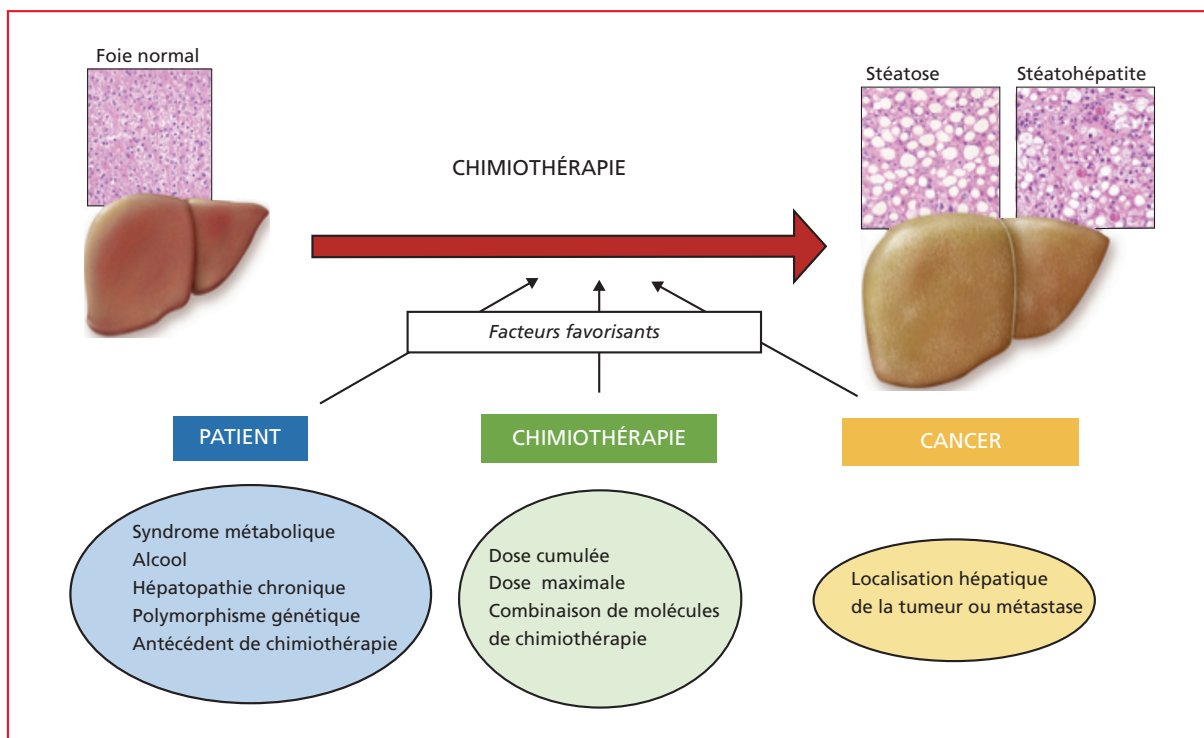 Foie normal
Stéatose
Stéatohépatite
CHIMIOTHÉRAPIE
Facteurs favorisants
PATIENT
CHIMIOTHÉRAPIE
CANCER
Syndrome métabolique
Alcool
Hépatopathie chronique
Polymorphisme génétique
Antécédent de chimiothérapie
Dose cumulée
Dose maximale
Combinaison de molécules
de chimiothérapie
Localisation hépatique
de la tumeur ou métastase